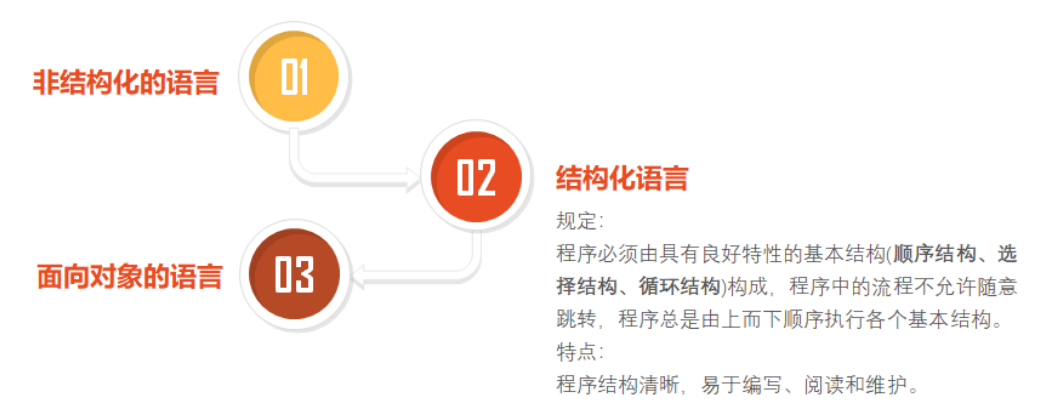 非结构化的语言
01
02
结构化语言
规定：
程序必须由具有良好特性的基本结构(顺序结构、选
择结构、循环结构)构成，程序中的流程不允许随意
跳转，程序总是由上而下顺序执行各个基本结构。
特点：
程序结构清晰，易于编写、阅读和维护。
面向对象的语言
03